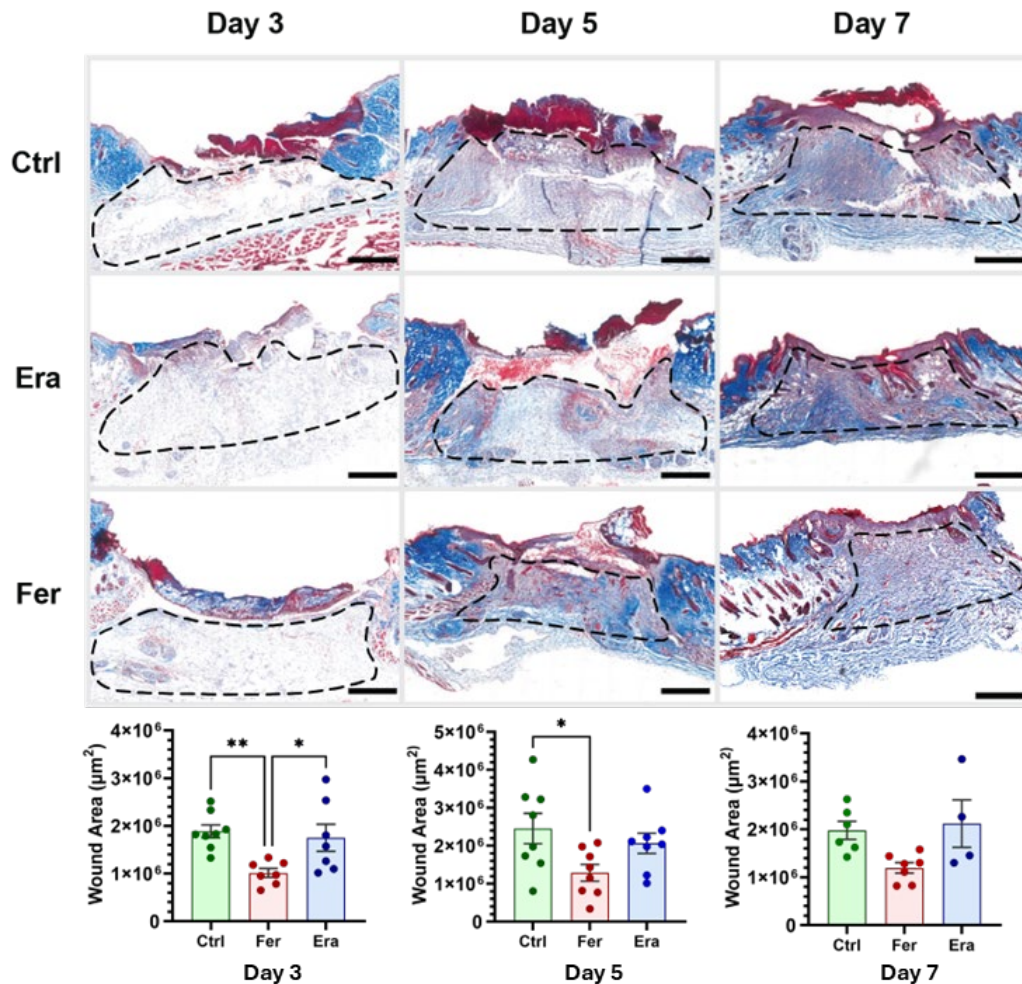 Day 3 Day 5 Day 7
Ctrl
Era
Fer
Wound Area (µm²)
4×10⁶
3×10⁶
2×10⁶
1×10⁶
0
** *
Ctrl Fer Era
Day 3
Wound Area (µm²)
5×10⁶
4×10⁶
3×10⁶
2×10⁶
1×10⁶
0
*
Ctrl Fer Era
Day 5
Wound Area (µm²)
4×10⁶
3×10⁶
2×10⁶
1×10⁶
0
Ctrl Fer Era
Day 7